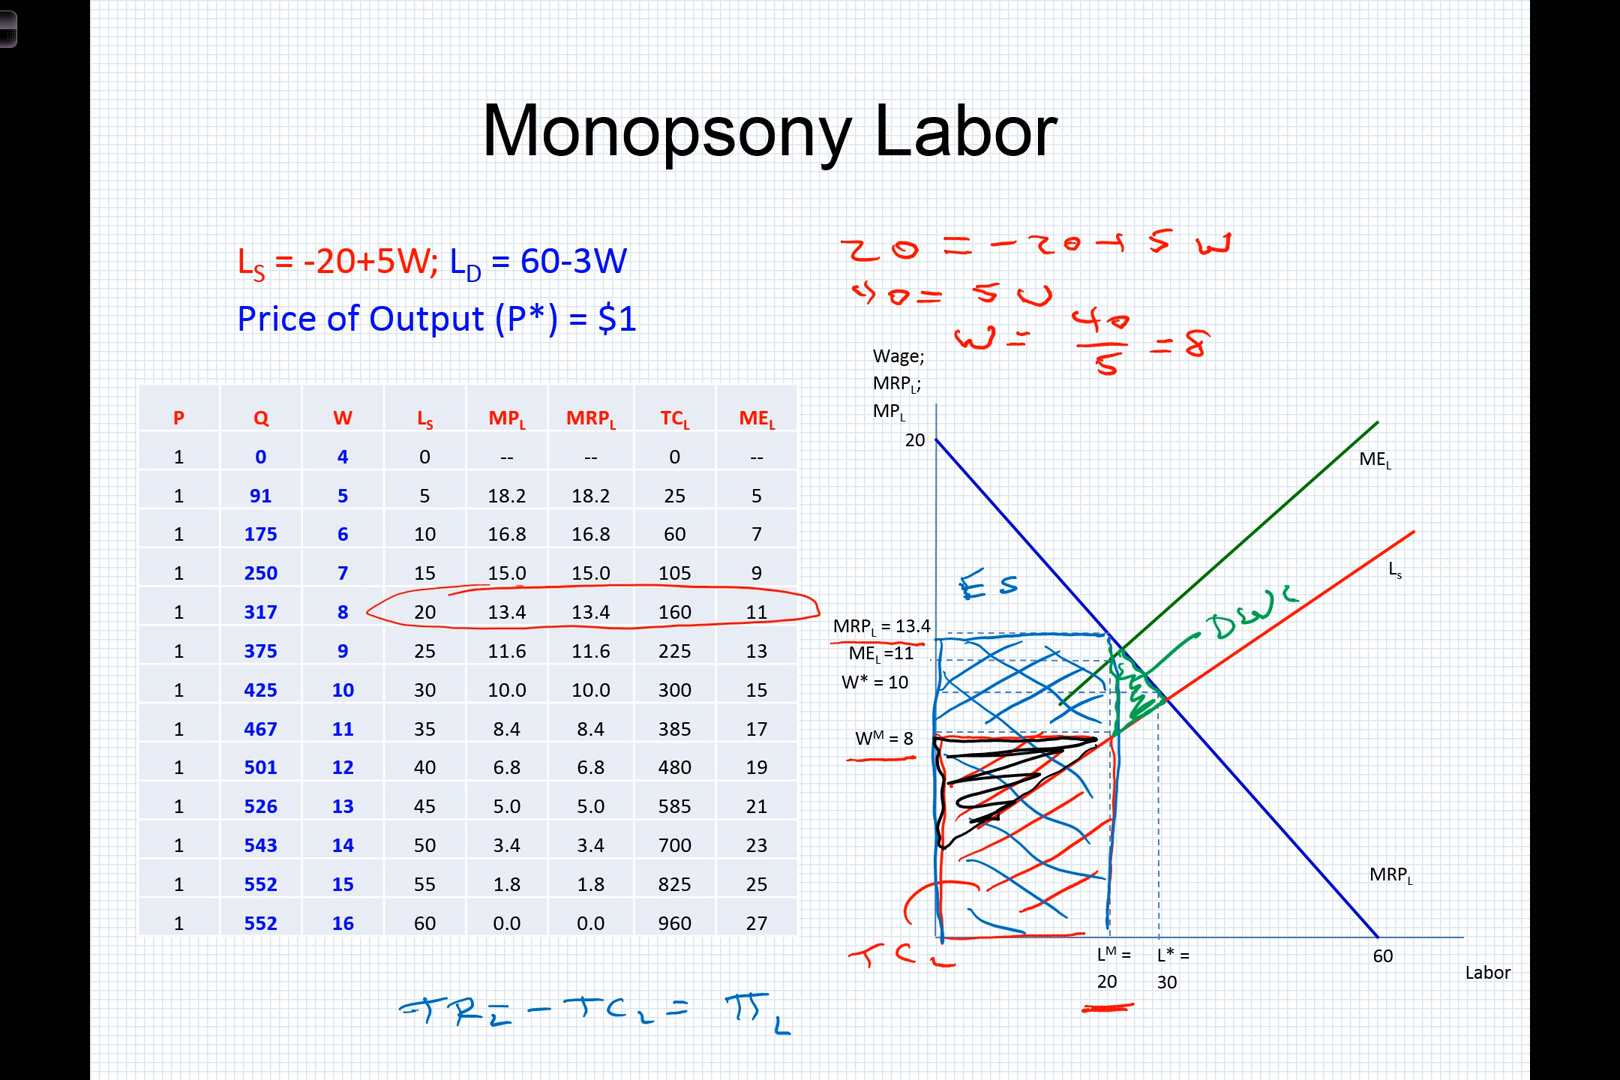 Monopsony Labor
LS = -20+5W; LD = 60-3W
Price of Output (P*) = $1
20 = -20+5W
40 = 5W
W = 40/5 = 8
P Q W LS MPL MRPL TCL MEL
1 0 4 0 -- -- 0 --
1 91 5 5 18.2 18.2 25 5
1 175 6 10 16.8 16.8 60 7
1 250 7 15 15.0 15.0 105 9
1 317 8 20 13.4 13.4 160 11
1 375 9 25 11.6 11.6 225 13
1 425 10 30 10.0 10.0 300 15
1 467 11 35 8.4 8.4 385 17
1 501 12 40 6.8 6.8 480 19
1 526 13 45 5.0 5.0 585 21
1 543 14 50 3.4 3.4 700 23
1 552 15 55 1.8 1.8 825 25
1 552 16 60 0.0 0.0 960 27
Wage;
MRPL;
MPL
20
MEL
LS
ES
DWL
MRPL = 13.4
MEL =11
W* = 10
WM = 8
MRPL
TCL
LM =
20
L* =
30
60
Labor
TRL - TCL = πL